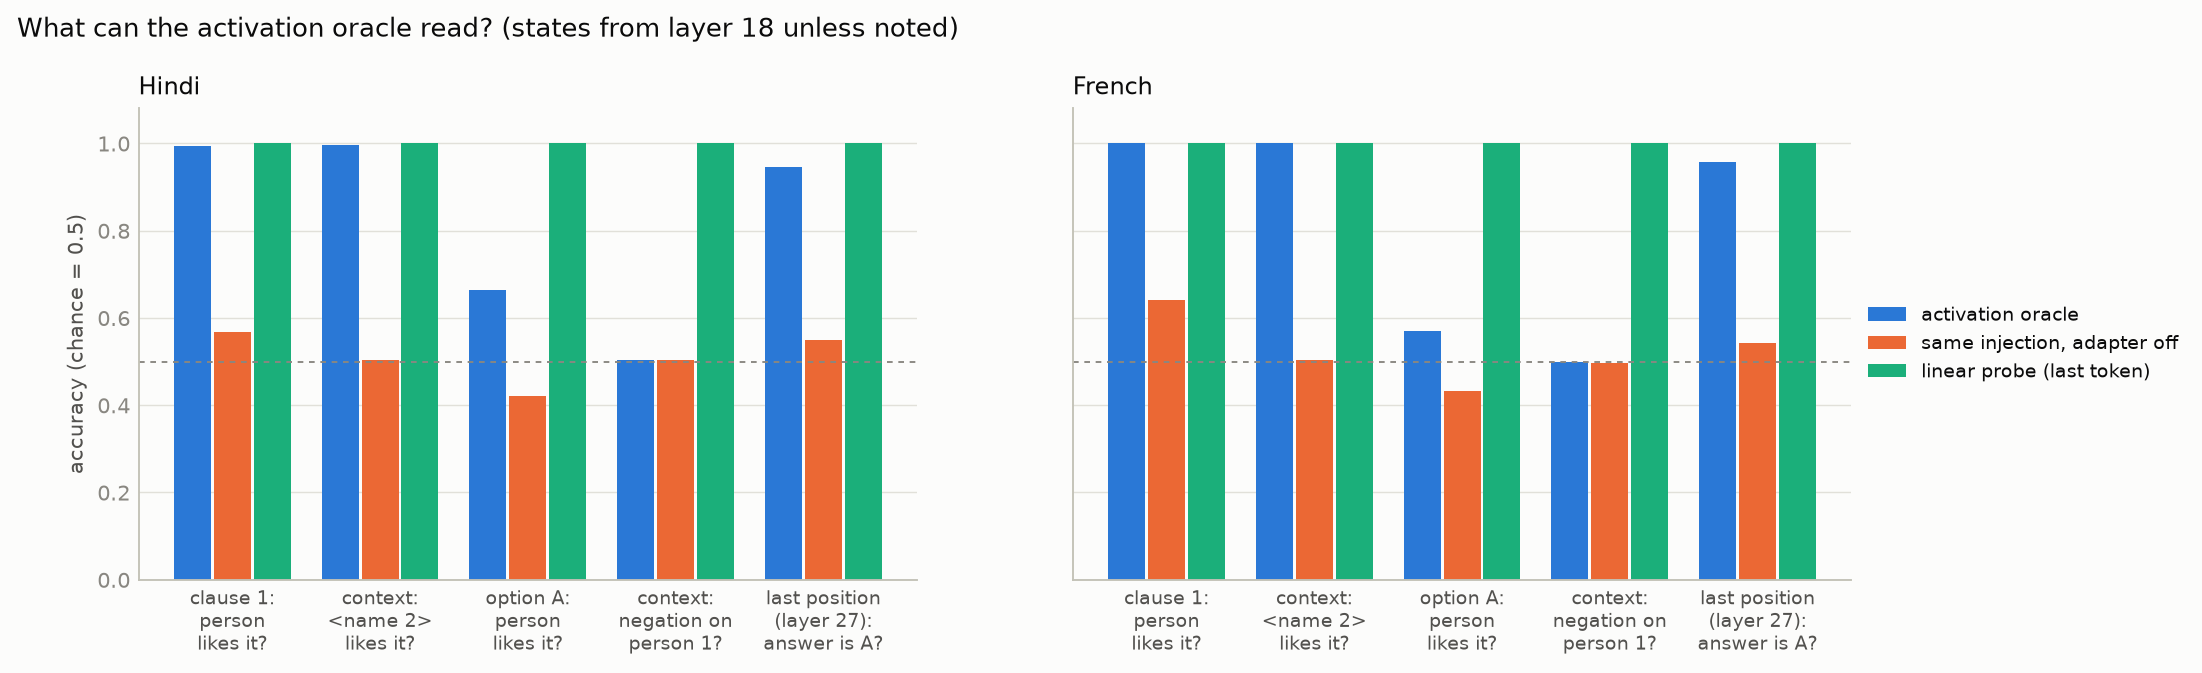 What can the activation oracle read? (states from layer 18 unless noted)
Hindi
accuracy (chance = 0.5)
1.0
0.8
0.6
0.4
0.2
0.0
clause 1:
person
likes it?
context:
<name 2>
likes it?
option A:
person
likes it?
context:
negation on
person 1?
last position
(layer 27):
answer is A?
French
clause 1:
person
likes it?
context:
<name 2>
likes it?
option A:
person
likes it?
context:
negation on
person 1?
last position
(layer 27):
answer is A?
activation oracle
same injection, adapter off
linear probe (last token)